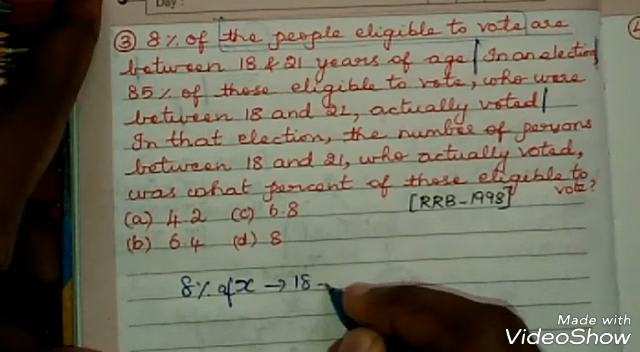 Day:
③ 8% of the people eligible to vote are
between 18 & 21 years of age | In an election
85% of those eligible to vote, who were
between 18 and 21, actually voted |
In that election, the number of persons
between 18 and 21, who actually voted,
was what percent of those eligible to
vote?
(a) 4.2 (c) 6.8 [RRB-1998]
(b) 6.4 (d) 8
8% of x → 18 -
Made with
VideoShow